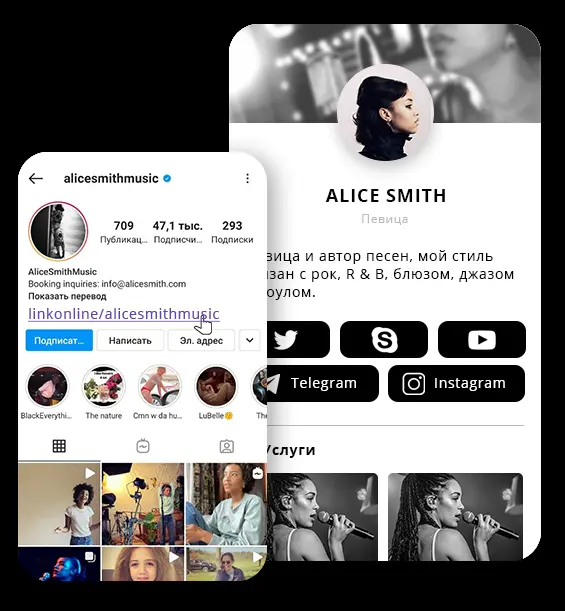 alicesmithmusic
709
47,1 тыс.
293
Публикац...
Подписчи...
Подписки
AliceSmithMusic
Booking inquiries: info@alicesmith.com
Показать перевод
linkonline/alicesmithmusic
Подписат...
Написать
Эл. адрес
BlackEverythi...
The nature
Cmn w da hu...
LuBelle
The
ALICE SMITH
Певица
вица и автор песен, мой стиль
зан с рок, R & B, блюзом, джазом
оулом.
Telegram
Instagram
Услуги